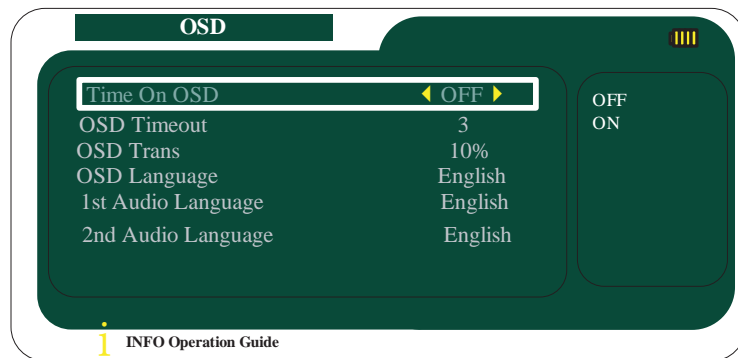 OSD
Time On OSD OFF
OSD Timeout 3
OSD Trans 10%
OSD Language English
1st Audio Language English
2nd Audio Language English
OFF
ON
i INFO Operation Guide